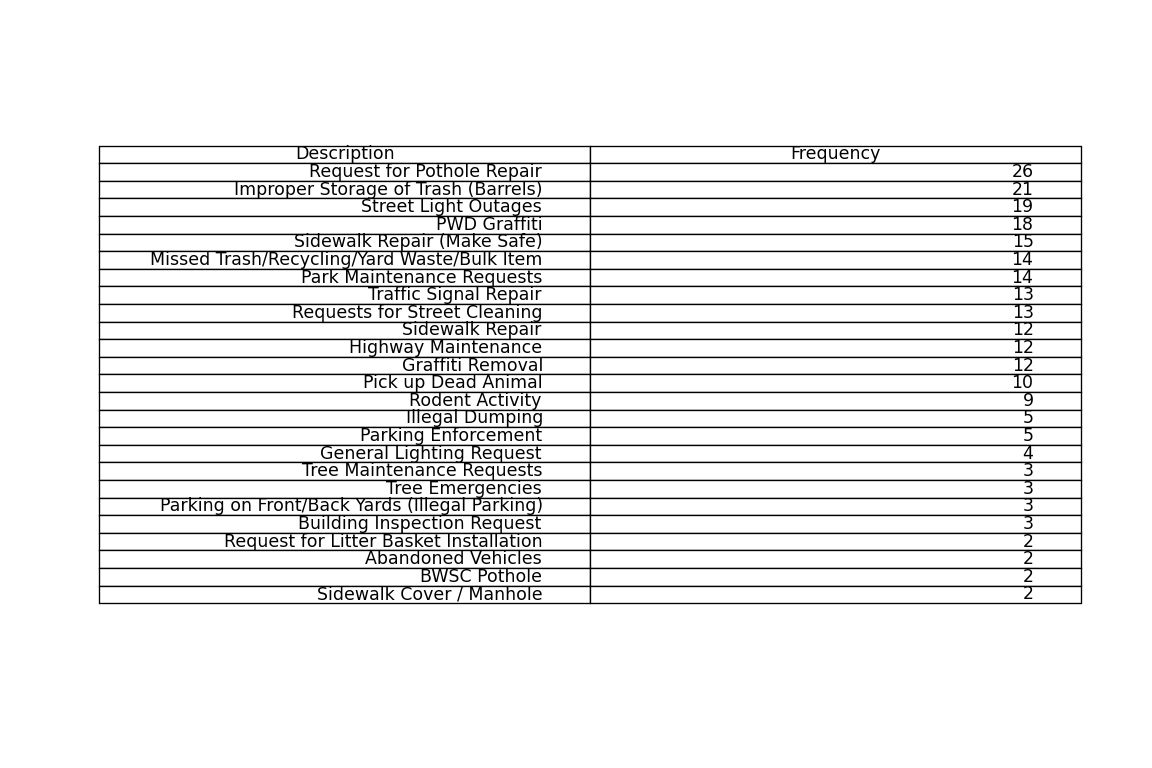 Description Frequency
Request for Pothole Repair 26
Improper Storage of Trash (Barrels) 21
Street Light Outages 19
PWD Graffiti 18
Sidewalk Repair (Make Safe) 15
Missed Trash/Recycling/Yard Waste/Bulk Item 14
Park Maintenance Requests 14
Traffic Signal Repair 13
Requests for Street Cleaning 13
Sidewalk Repair 12
Highway Maintenance 12
Graffiti Removal 12
Pick up Dead Animal 10
Rodent Activity 9
Illegal Dumping 5
Parking Enforcement 5
General Lighting Request 4
Tree Maintenance Requests 3
Tree Emergencies 3
Parking on Front/Back Yards (Illegal Parking) 3
Building Inspection Request 3
Request for Litter Basket Installation 2
Abandoned Vehicles 2
BWSC Pothole 2
Sidewalk Cover / Manhole 2